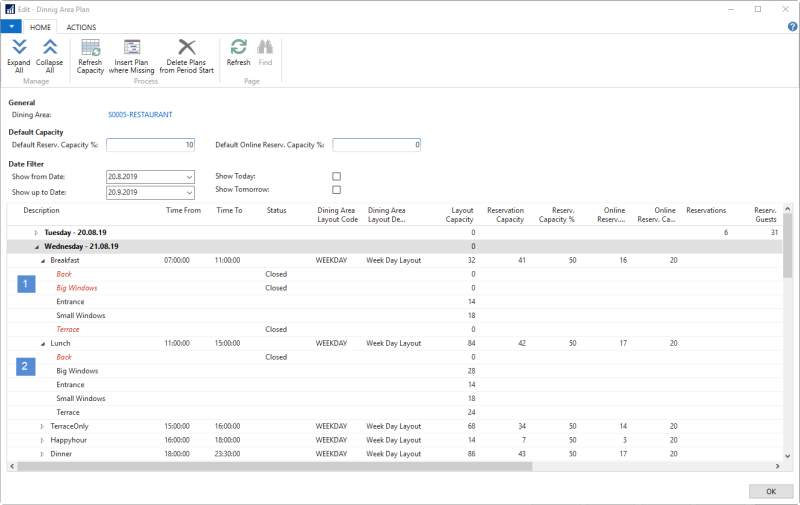 Edit - Dinnig Area Plan
HOME ACTIONS
Expand All
Collapse All
Refresh Capacity
Insert Plan where Missing
Delete Plans from Period Start
Refresh
Find
Manage Process Page
General
Dining Area: S0005-RESTAURANT
Default Capacity
Default Reserv. Capacity %: 10 Default Online Reserv. Capacity %: 0
Date Filter
Show from Date: 20.8.2019 Show Today:
Show up to Date: 20.9.2019 Show Tomorrow:
Description Time From Time To Status Dining Area Layout Code Dining Area Layout De... Layout Capacity Reservation Capacity Reserv. Capacity % Online Reserv.... Online Reserv. Ca... Reservations Reserv. Guests
Tuesday - 20.08.19 0 6 31
Wednesday - 21.08.19 0
Breakfast 07:00:00 11:00:00 WEEKDAY Week Day Layout 32 41 50 16 20
Back Closed 0
1
Big Windows Closed 0
Entrance 14
Small Windows 18
Terrace Closed 0
Lunch 11:00:00 15:00:00 WEEKDAY Week Day Layout 84 42 50 17 20
Back Closed 0
2
Big Windows 28
Entrance 14
Small Windows 18
Terrace 24
TerraceOnly 15:00:00 16:00:00 WEEKDAY Week Day Layout 68 34 50 14 20
Happyhour 16:00:00 18:00:00 WEEKDAY Week Day Layout 14 7 50 3 20
Dinner 18:00:00 23:30:00 WEEKDAY Week Day Layout 86 43 50 17 20
OK